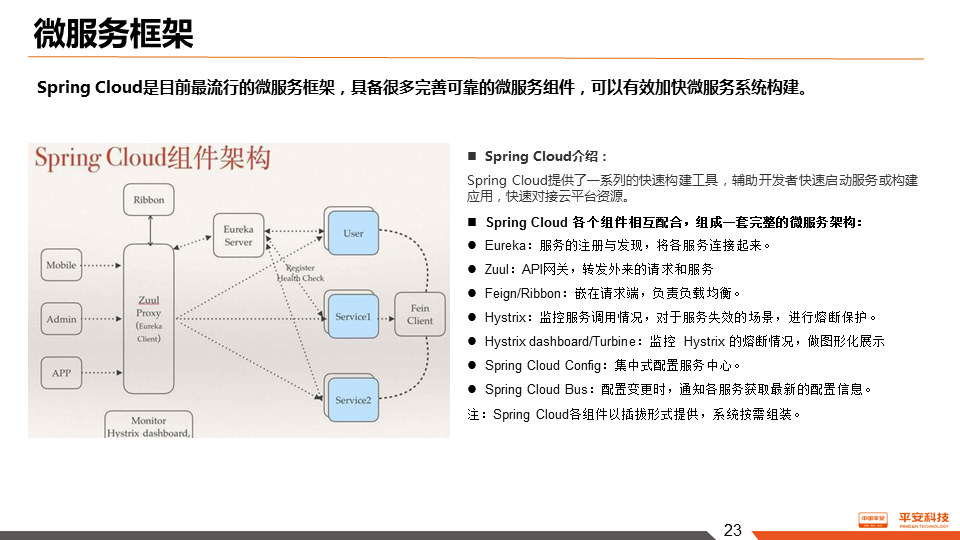 微服务框架
Spring Cloud是目前最流行的微服务框架，具备很多完善可靠的微服务组件，可以有效加快微服务系统构建。
Spring Cloud组件架构
Ribbon
Eureka
Server
User
Mobile
Register
Health Check
Zuul
Proxy
(Eureka
Client)
Admin
Service1
Fein
Client
APP
Service2
Monitor
Hystrix dashboard,
■ Spring Cloud介绍：
Spring Cloud提供了一系列的快速构建工具，辅助开发者快速启动服务或构建
应用，快速对接云平台资源。
■ Spring Cloud 各个组件相互配合，组成一套完整的微服务架构：
● Eureka：服务的注册与发现，将各服务连接起来。
● Zuul：API网关，转发外来的请求和服务
● Feign/Ribbon：嵌在请求端，负责负载均衡。
● Hystrix：监控服务调用情况，对于服务失效的场景，进行熔断保护。
● Hystrix dashboard/Turbine：监控 Hystrix 的熔断情况，做图形化展示
● Spring Cloud Config：集中式配置服务中心。
● Spring Cloud Bus：配置变更时，通知各服务获取最新的配置信息。
注：Spring Cloud各组件以插拔形式提供，系统按需组装。
23
中国平安
平安科技
PINGAN TECHNOLOGY